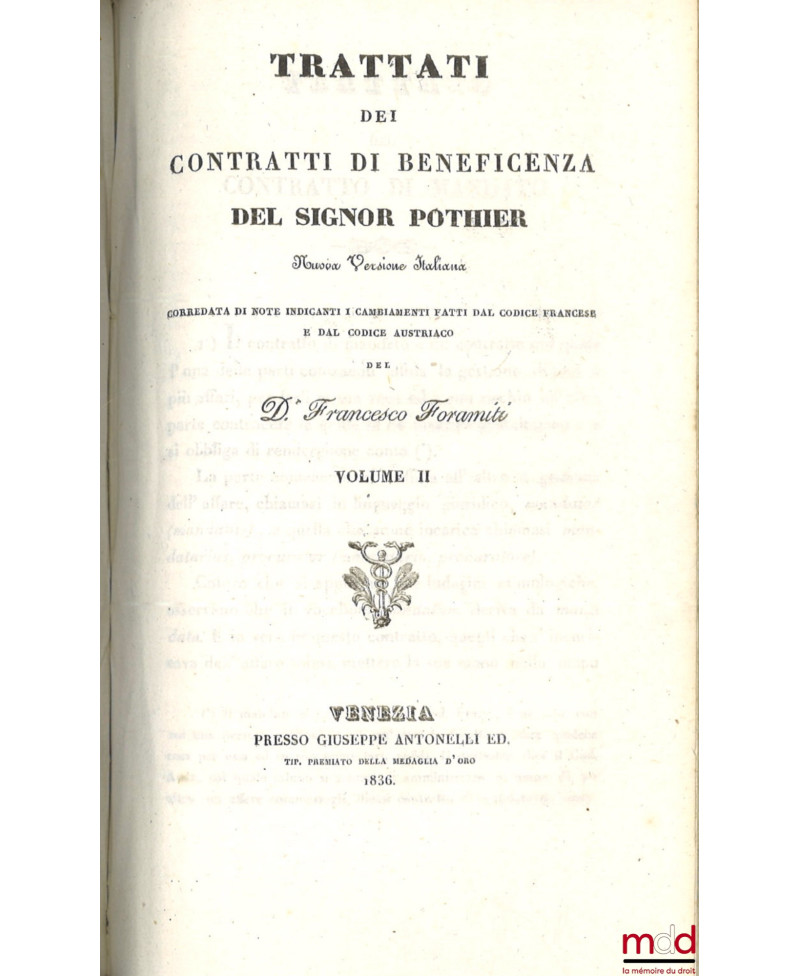 TRATTATI
DEI
CONTRATTI DI BENEFICENZA
DEL SIGNOR POTHIER
Nuova Versione Italiana
CORREDATA DI NOTE INDICANTI I CAMBIAMENTI FATTI DAL CODICE FRANCESE
E DAL CODICE AUSTRIACO
DEL
D.r Francesco Foramiti
VOLUME II
VENEZIA
PRESSO GIUSEPPE ANTONELLI ED.
TIP. PREMIATO DELLA MEDAGLIA D'ORO
1836.
mdd
la mémoire du droit